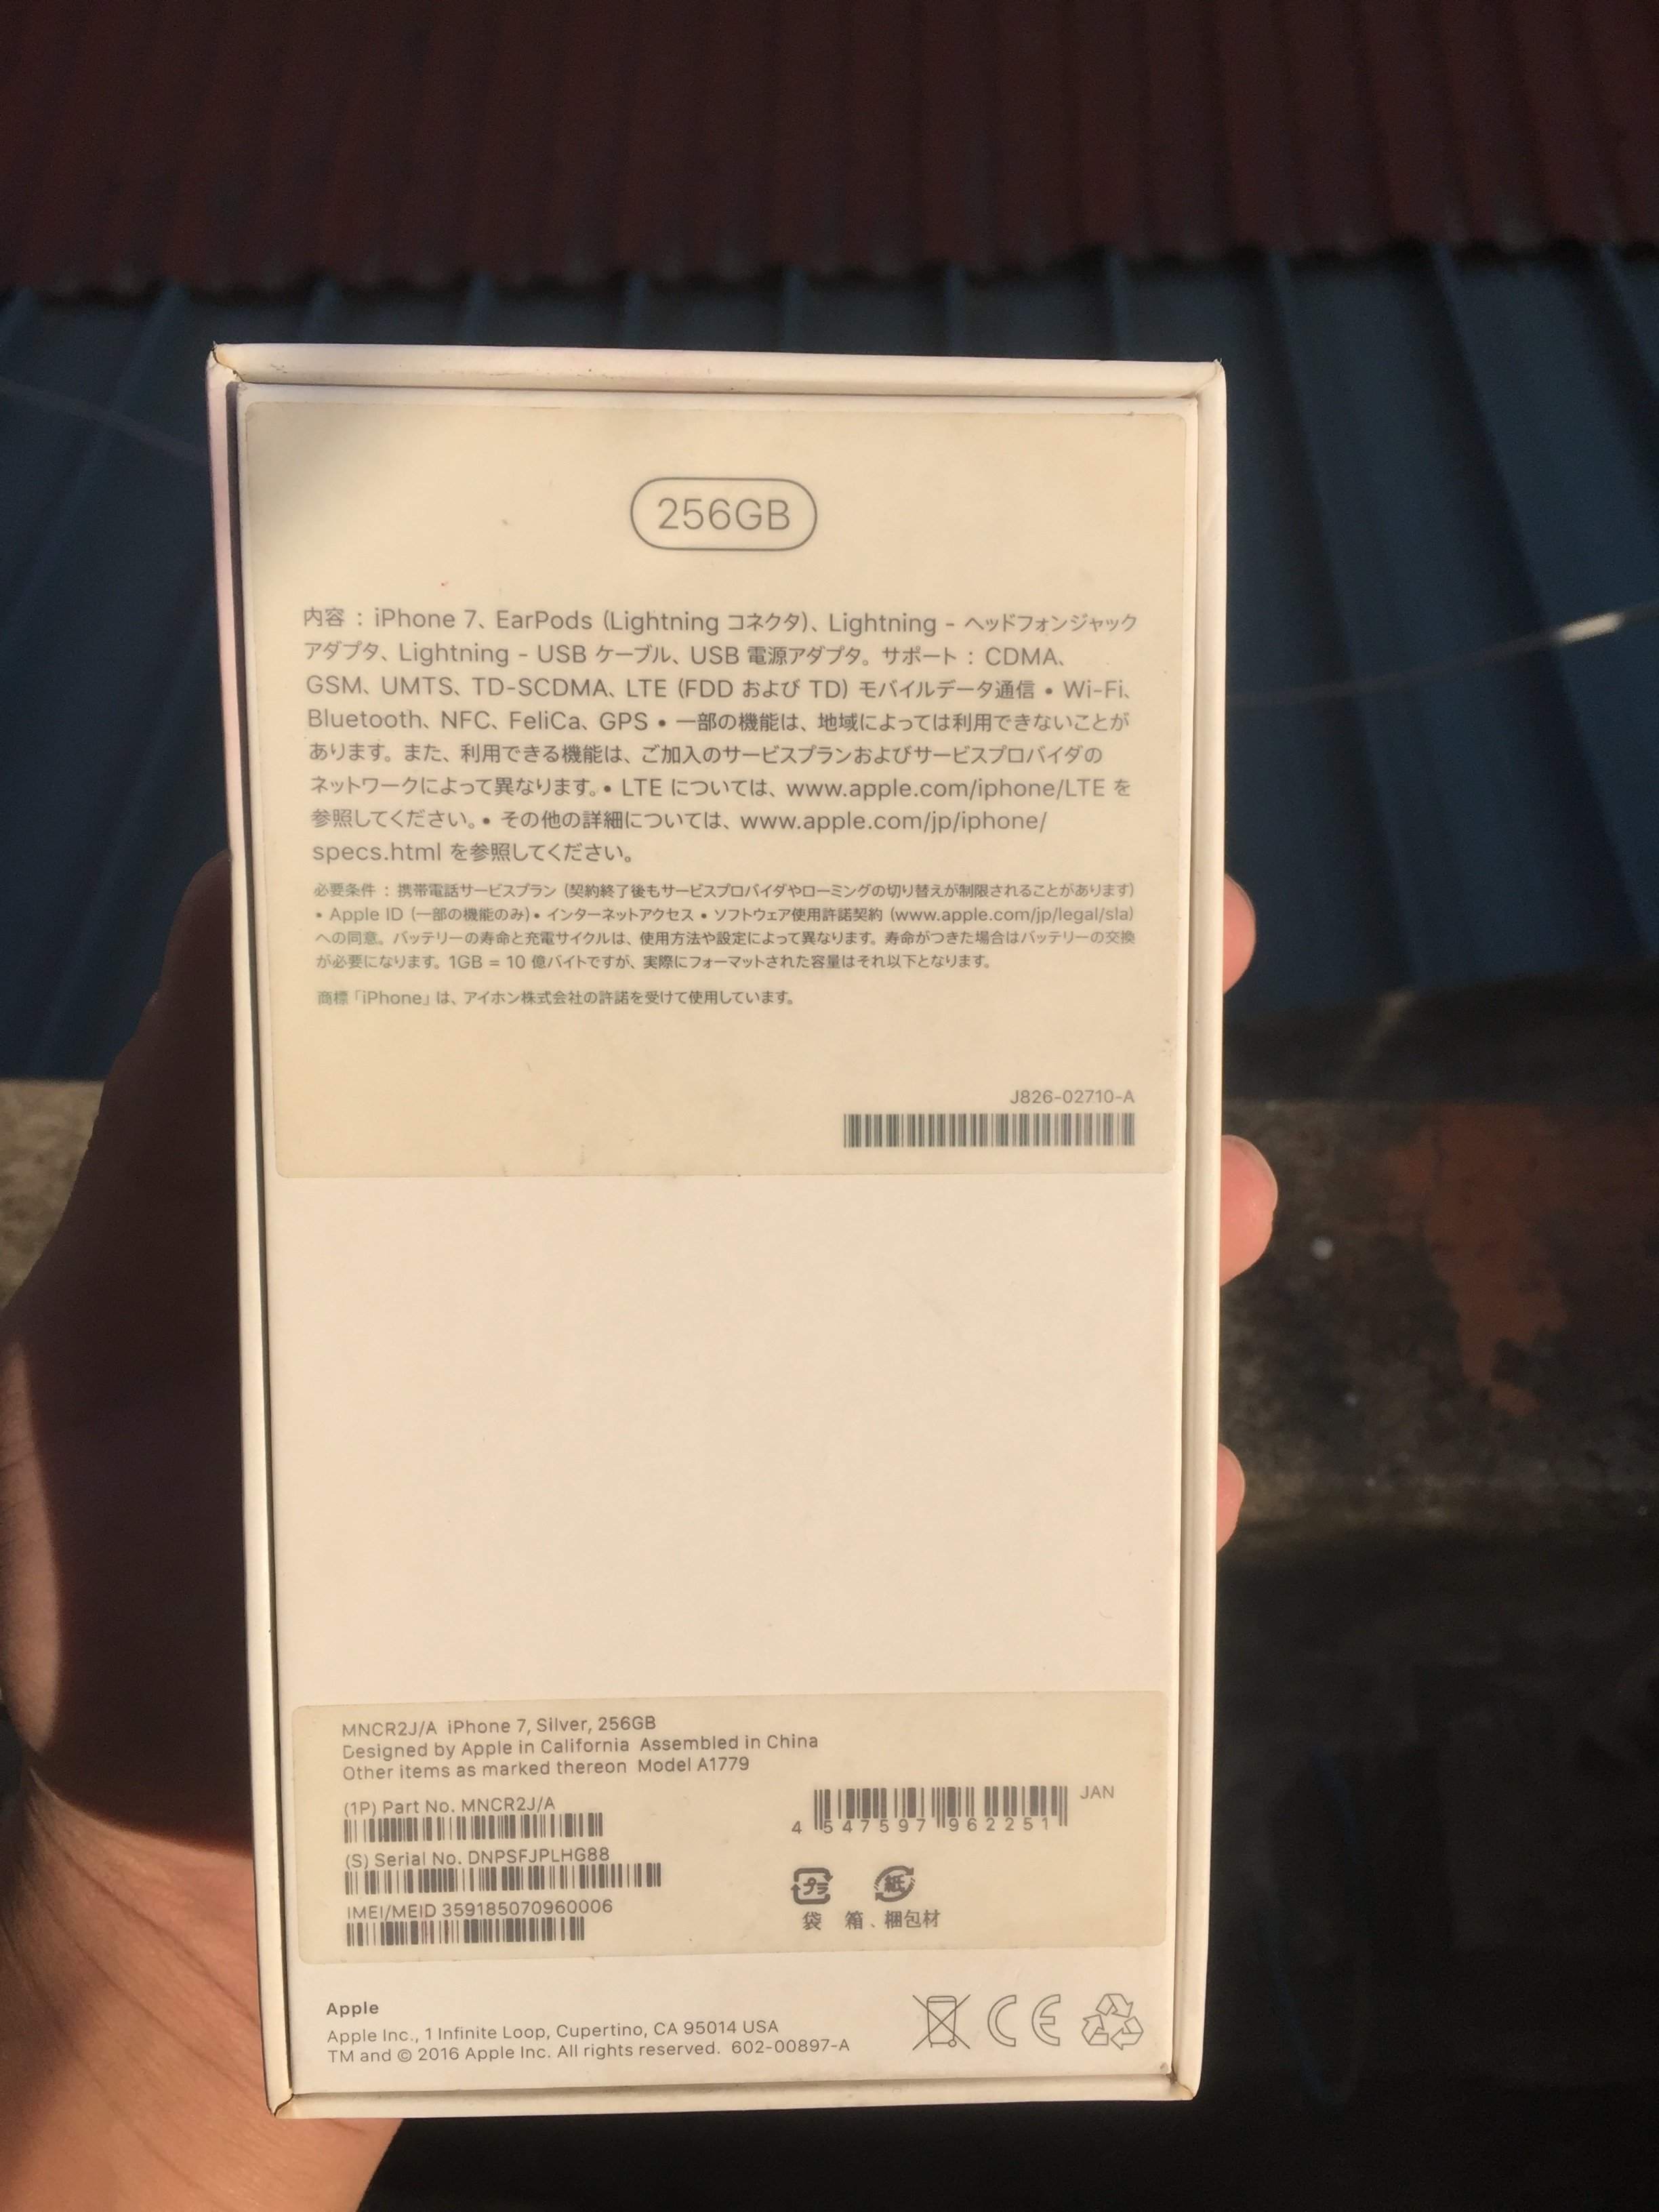 256GB
内容 : iPhone 7、EarPods (Lightning コネクタ)、Lightning - ヘッドフォンジャック
アダプタ、Lightning - USB ケーブル、USB 電源アダプタ。サポート : CDMA、
GSM、UMTS、TD-SCDMA、LTE (FDD および TD) モバイルデータ通信 • Wi-Fi、
Bluetooth、NFC、FeliCa、GPS • 一部の機能は、地域によっては利用できないことが
あります。また、利用できる機能は、ご加入のサービスプランおよびサービスプロバイダの
ネットワークによって異なります。• LTE については、www.apple.com/iphone/LTE を
参照してください。• その他の詳細については、www.apple.com/jp/iphone/
specs.html を参照してください。
必要条件 : 携帯電話サービスプラン (契約終了後もサービスプロバイダやローミングの切り替えが制限されることがあります)
• Apple ID (一部の機能のみ) • インターネットアクセス • ソフトウェア使用許諾契約 (www.apple.com/jp/legal/sla)
への同意。バッテリーの寿命と充電サイクルは、使用方法や設定によって異なります。寿命がつきた場合はバッテリーの交換
が必要になります。1GB = 10 億バイトですが、実際にフォーマットされた容量はそれ以下となります。
商標「iPhone」は、アイホン株式会社の許諾を受けて使用しています。
J826-02710-A
MNCR2J/A iPhone 7, Silver, 256GB
Designed by Apple in California Assembled in China
Other items as marked thereon Model A1779
(1P) Part No. MNCR2J/A
(S) Serial No. DNPSFJPLHG88
IMEI/MEID 359185070960006
JAN
4 547597 962251
プラ 紙
袋 箱、梱包材
Apple
Apple Inc., 1 Infinite Loop, Cupertino, CA 95014 USA
TM and © 2016 Apple Inc. All rights reserved. 602-00897-A
CE